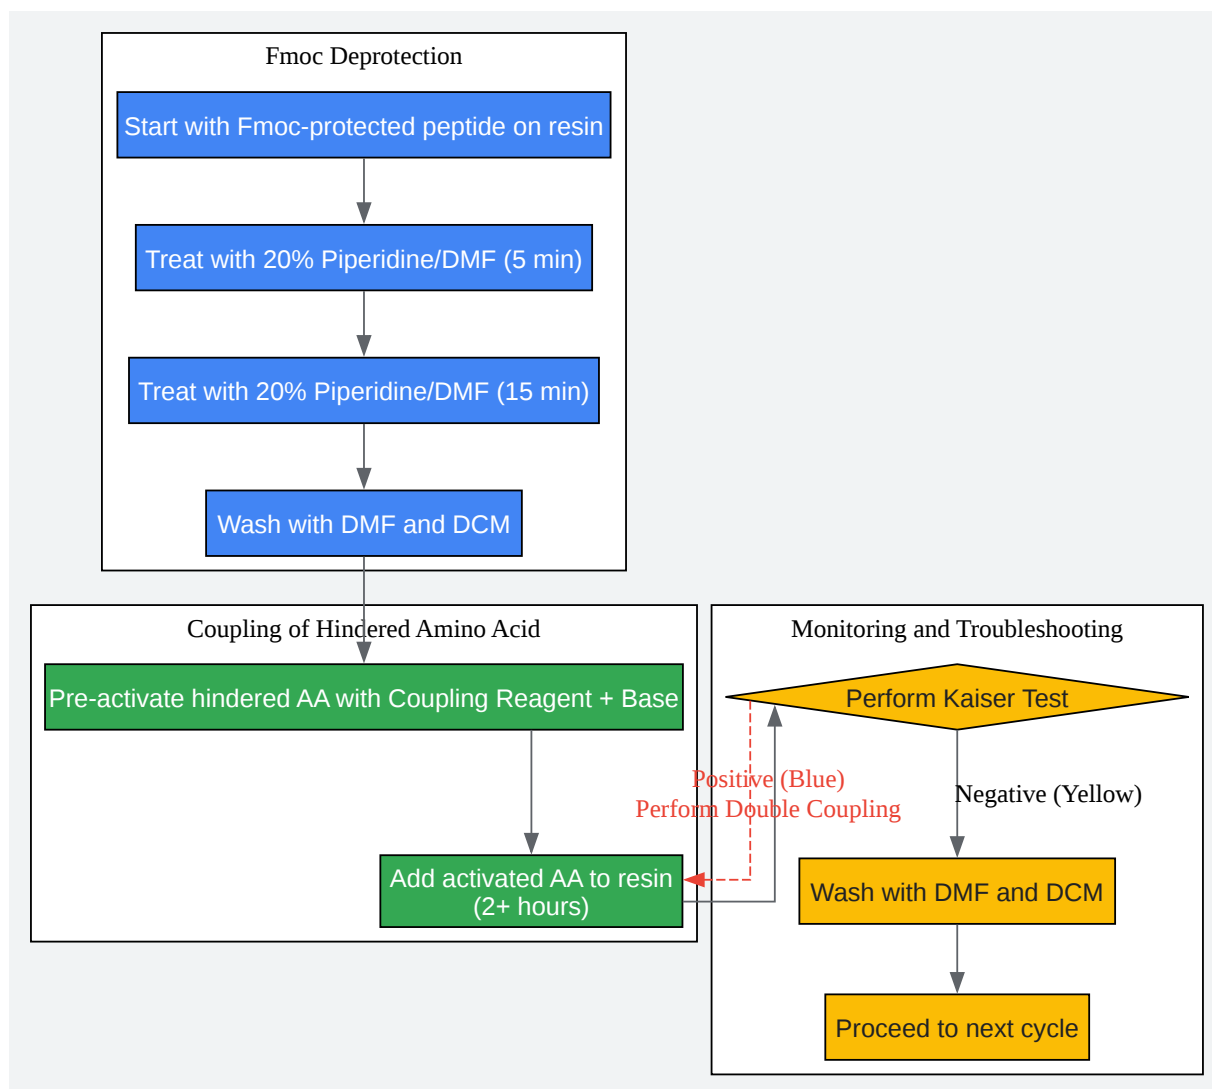 Fmoc Deprotection
Start with Fmoc-protected peptide on resin
Treat with 20% Piperidine/DMF (5 min)
Treat with 20% Piperidine/DMF (15 min)
Wash with DMF and DCM
Coupling of Hindered Amino Acid
Pre-activate hindered AA with Coupling Reagent + Base
Add activated AA to resin
(2+ hours)
Monitoring and Troubleshooting
Perform Kaiser Test
Positive (Blue)
Perform Double Coupling
Negative (Yellow)
Wash with DMF and DCM
Proceed to next cycle